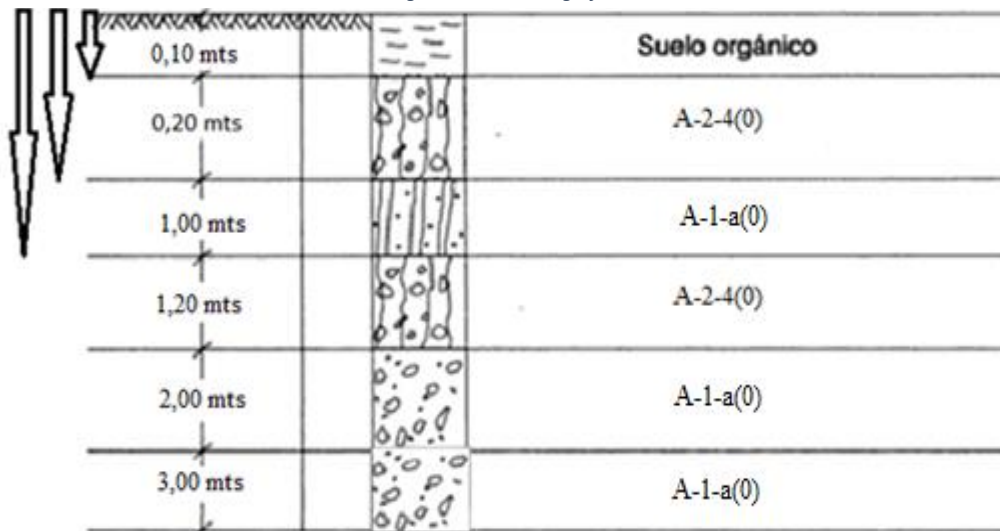 0,10 mts Suelo orgánico
0,20 mts A-2-4(0)
1,00 mts A-1-a(0)
1,20 mts A-2-4(0)
2,00 mts A-1-a(0)
3,00 mts A-1-a(0)